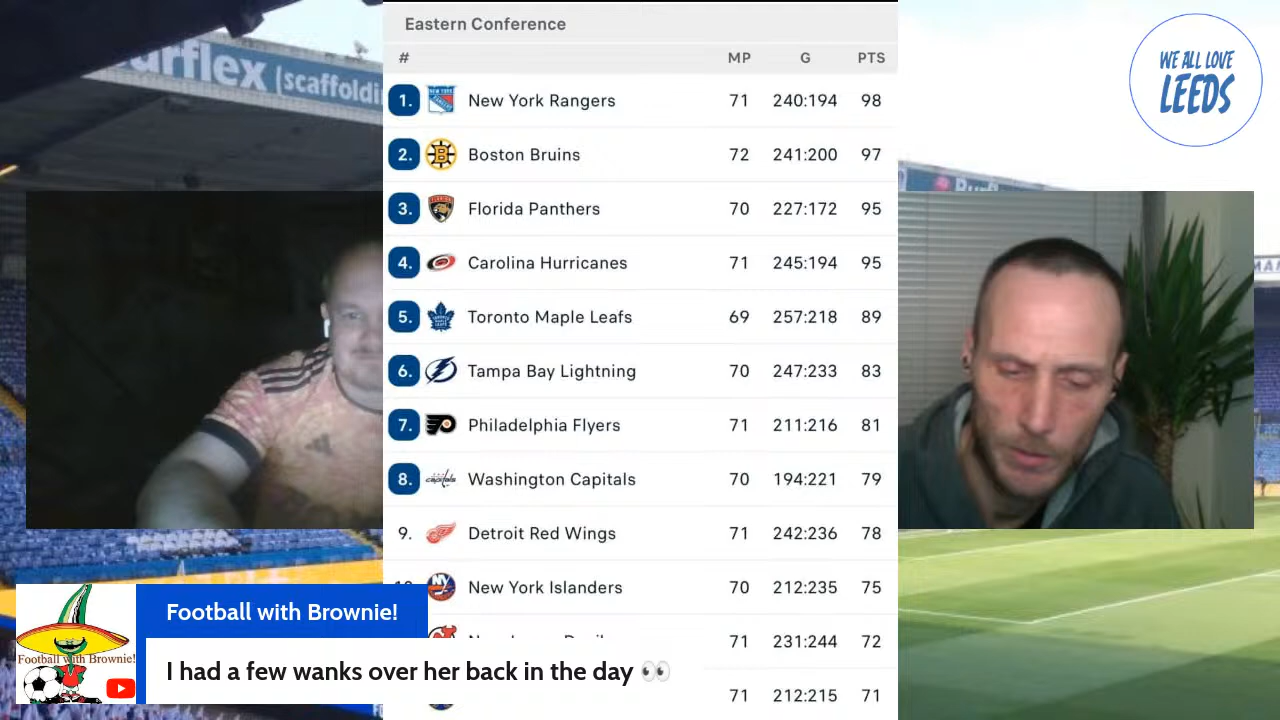 urflex (scaffoldi
WE ALL LOVE
LEEDS
Eastern Conference
# MP G PTS
1. New York Rangers 71 240:194 98
2. Boston Bruins 72 241:200 97
3. Florida Panthers 70 227:172 95
4. Carolina Hurricanes 71 245:194 95
5. Toronto Maple Leafs 69 257:218 89
6. Tampa Bay Lightning 70 247:233 83
7. Philadelphia Flyers 71 211:216 81
8. Washington Capitals 70 194:221 79
9. Detroit Red Wings 71 242:236 78
New York Islanders 70 212:235 75
71 231:244 72
71 212:215 71
Football with Brownie!
Football with Brownie!
I had a few wanks over her back in the day 👀